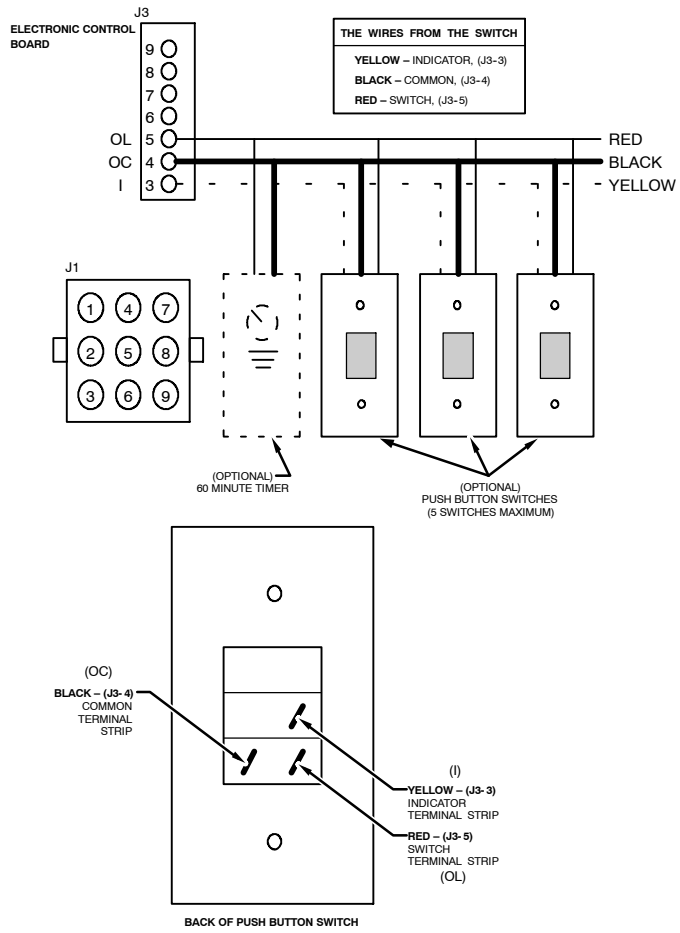 J3
ELECTRONIC CONTROL
BOARD
9
8
7
6
OL 5
OC 4
I 3
THE WIRES FROM THE SWITCH
YELLOW – INDICATOR, (J3-3)
BLACK – COMMON, (J3-4)
RED – SWITCH, (J3-5)
RED
BLACK
YELLOW
J1
1 4 7
2 5 8
3 6 9
(OPTIONAL)
60 MINUTE TIMER
(OPTIONAL)
PUSH BUTTON SWITCHES
(5 SWITCHES MAXIMUM)
(OC)
BLACK – (J3-4)
COMMON
TERMINAL
STRIP
(I)
YELLOW – (J3-3)
INDICATOR
TERMINAL STRIP
RED – (J3-5)
SWITCH
TERMINAL STRIP
(OL)
BACK OF PUSH BUTTON SWITCH